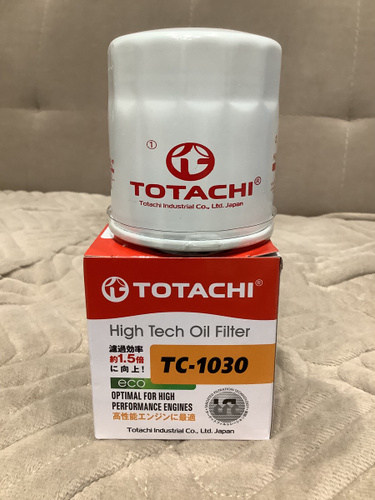 ①
TOTACHI®
Totachi Industrial Co., Ltd. Japan
TOTACHI®
High Tech Oil Filter
濾過効率
約1.5倍
に向上!
TC-1030
eco
OPTIMAL FOR HIGH
PERFORMANCE ENGINES
高性能エンジンに最適
Totachi Industrial Co., Ltd. Japan